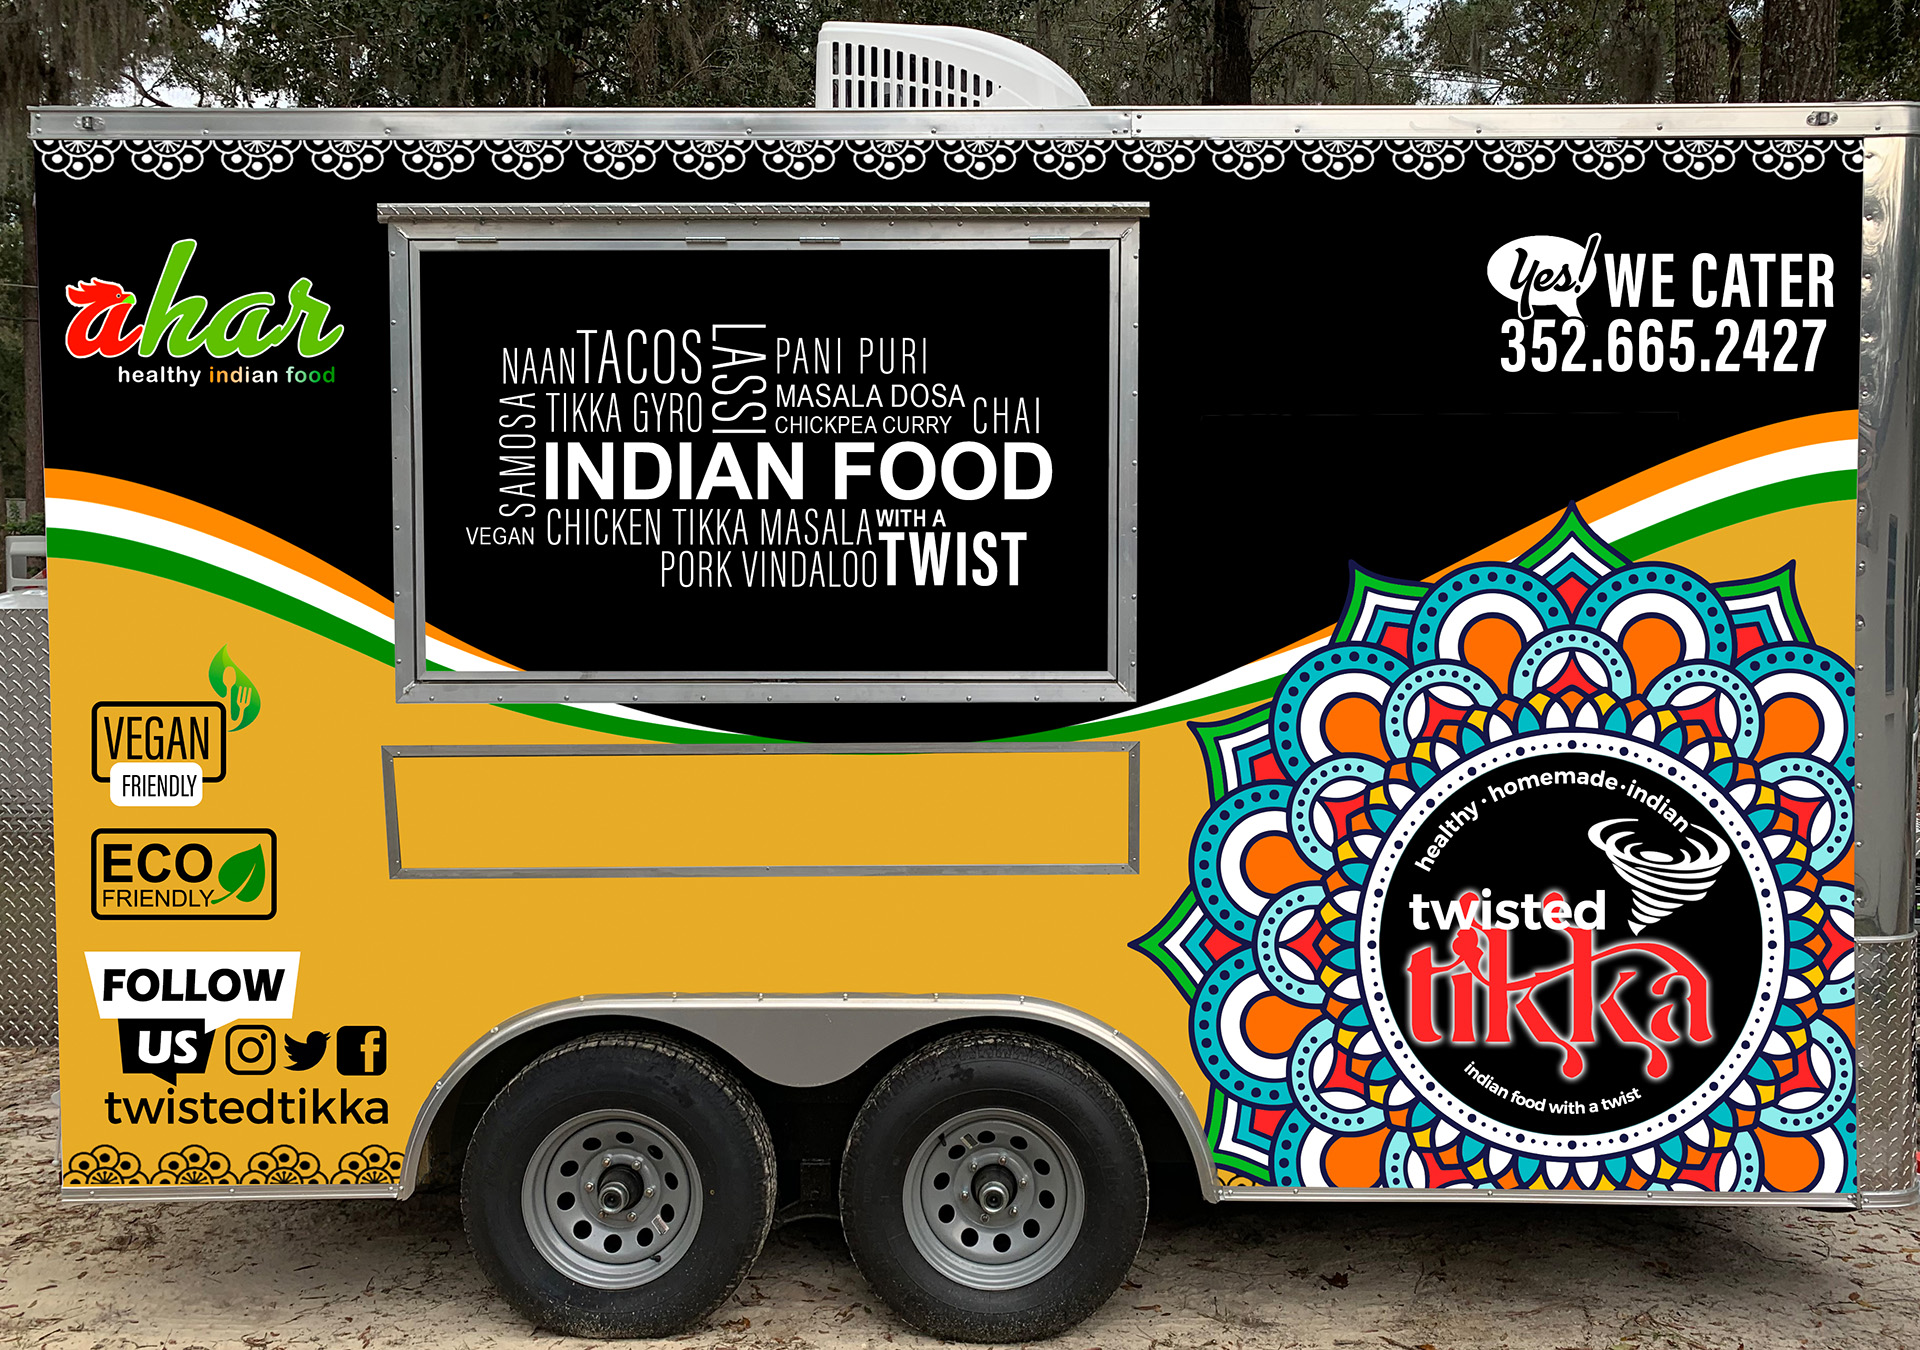 ahar
healthy indian food
NAAN TACOS
LASSI
PANI PURI
MASALA DOSA
TIKKA GYRO
CHICKPEA CURRY
CHAI
SAMOSA
INDIAN FOOD
VEGAN
CHICKEN TIKKA MASALA
WITH A
PORK VINDALOO
TWIST
Yes! WE CATER
352.665.2427
VEGAN
FRIENDLY
ECO
FRIENDLY
FOLLOW
US
twistedtikka
healthy · homemade · indian
twisted
tikka
indian food with a twist